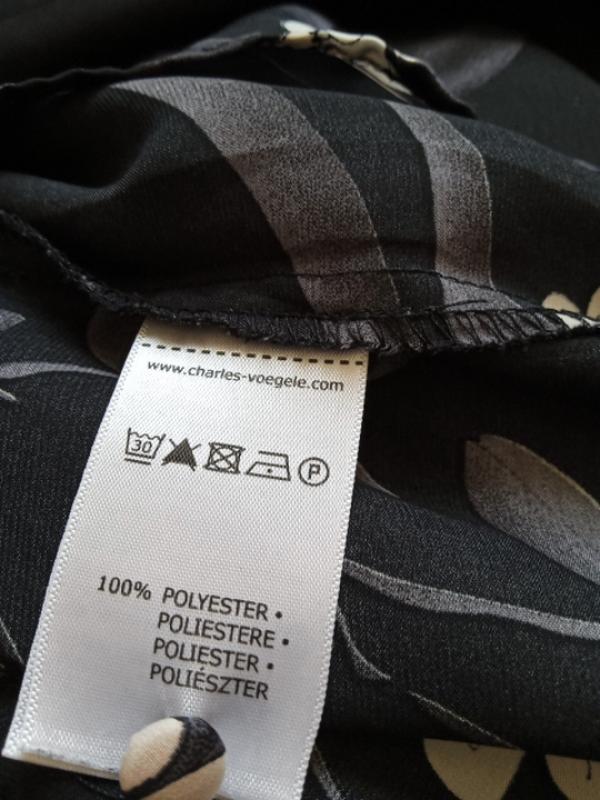 www.charles-voegele.com
30 P
100% POLYESTER •
POLIESTERE •
POLIESTER •
POLIÉSZTER